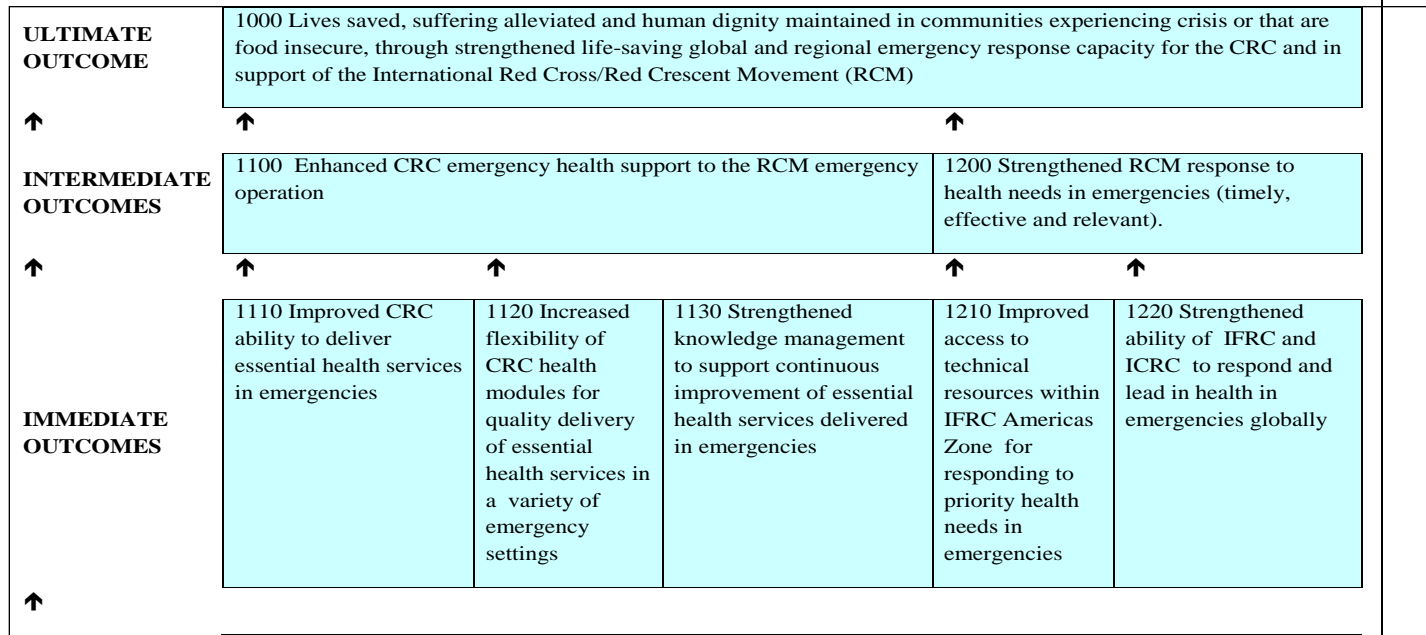 ULTIMATE
OUTCOME
1000 Lives saved, suffering alleviated and human dignity maintained in communities experiencing crisis or that are
food insecure, through strengthened life-saving global and regional emergency response capacity for the CRC and in
support of the International Red Cross/Red Crescent Movement (RCM)
↑ ↑ ↑
INTERMEDIATE
OUTCOMES
1100 Enhanced CRC emergency health support to the RCM emergency
operation
1200 Strengthened RCM response to
health needs in emergencies (timely,
effective and relevant).
↑ ↑ ↑ ↑ ↑
IMMEDIATE
OUTCOMES
1110 Improved CRC
ability to deliver
essential health services
in emergencies
1120 Increased
flexibility of
CRC health
modules for
quality delivery
of essential
health services in
a variety of
emergency
settings
1130 Strengthened
knowledge management
to support continuous
improvement of essential
health services delivered
in emergencies
1210 Improved
access to
technical
resources within
IFRC Americas
Zone for
responding to
priority health
needs in
emergencies
1220 Strengthened
ability of IFRC and
ICRC to respond and
lead in health in
emergencies globally
↑